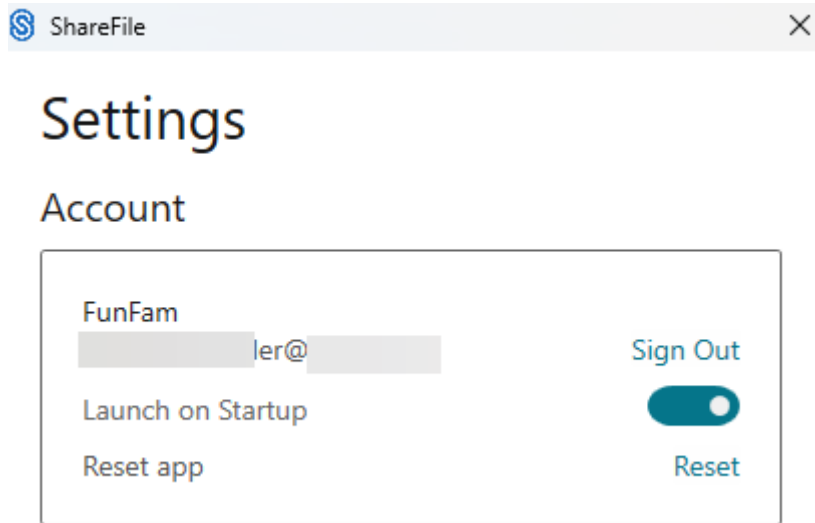 ShareFile
Settings
Account
FunFam
ler@
Sign Out
Launch on Startup
Reset app
Reset